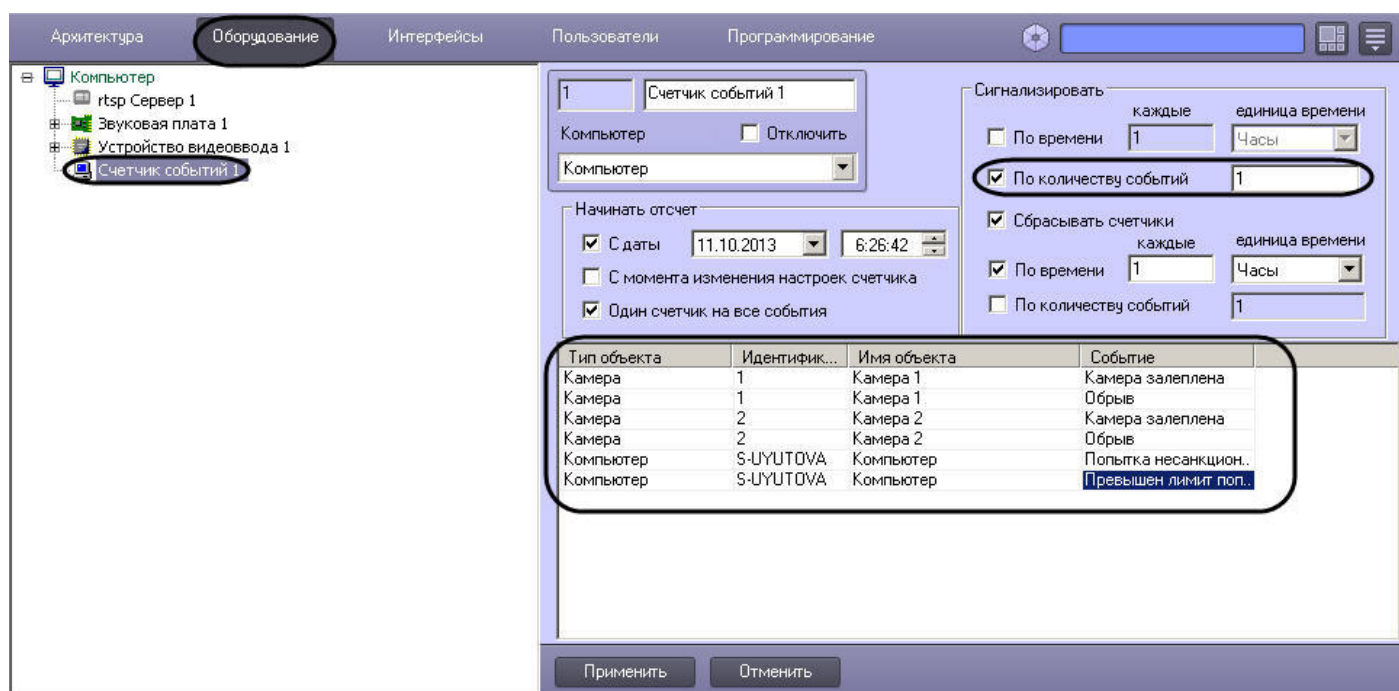 Архитектура Оборудование Интерфейсы Пользователи Программирование
Компьютер
rtsp Сервер 1
Звуковая плата 1
Устройство видеоввода 1
Счетчик событий 1
1 Счетчик событий 1
Компьютер Отключить
Компьютер
Начинать отсчет
С даты 11.10.2013 6:26:42
С момента изменения настроек счетчика
Один счетчик на все события
Сигнализировать
каждые единица времени
По времени 1 Часы
По количеству событий 1
Сбрасывать счетчики
каждые единица времени
По времени 1 Часы
По количеству событий 1
Тип объекта Идентифик... Имя объекта Событие
Камера 1 Камера 1 Камера залеплена
Камера 1 Камера 1 Обрыв
Камера 2 Камера 2 Камера залеплена
Камера 2 Камера 2 Обрыв
Компьютер S-UYUTOVA Компьютер Попытка несанкцион..
Компьютер S-UYUTOVA Компьютер Превышен лимит поп..
Применить Отменить